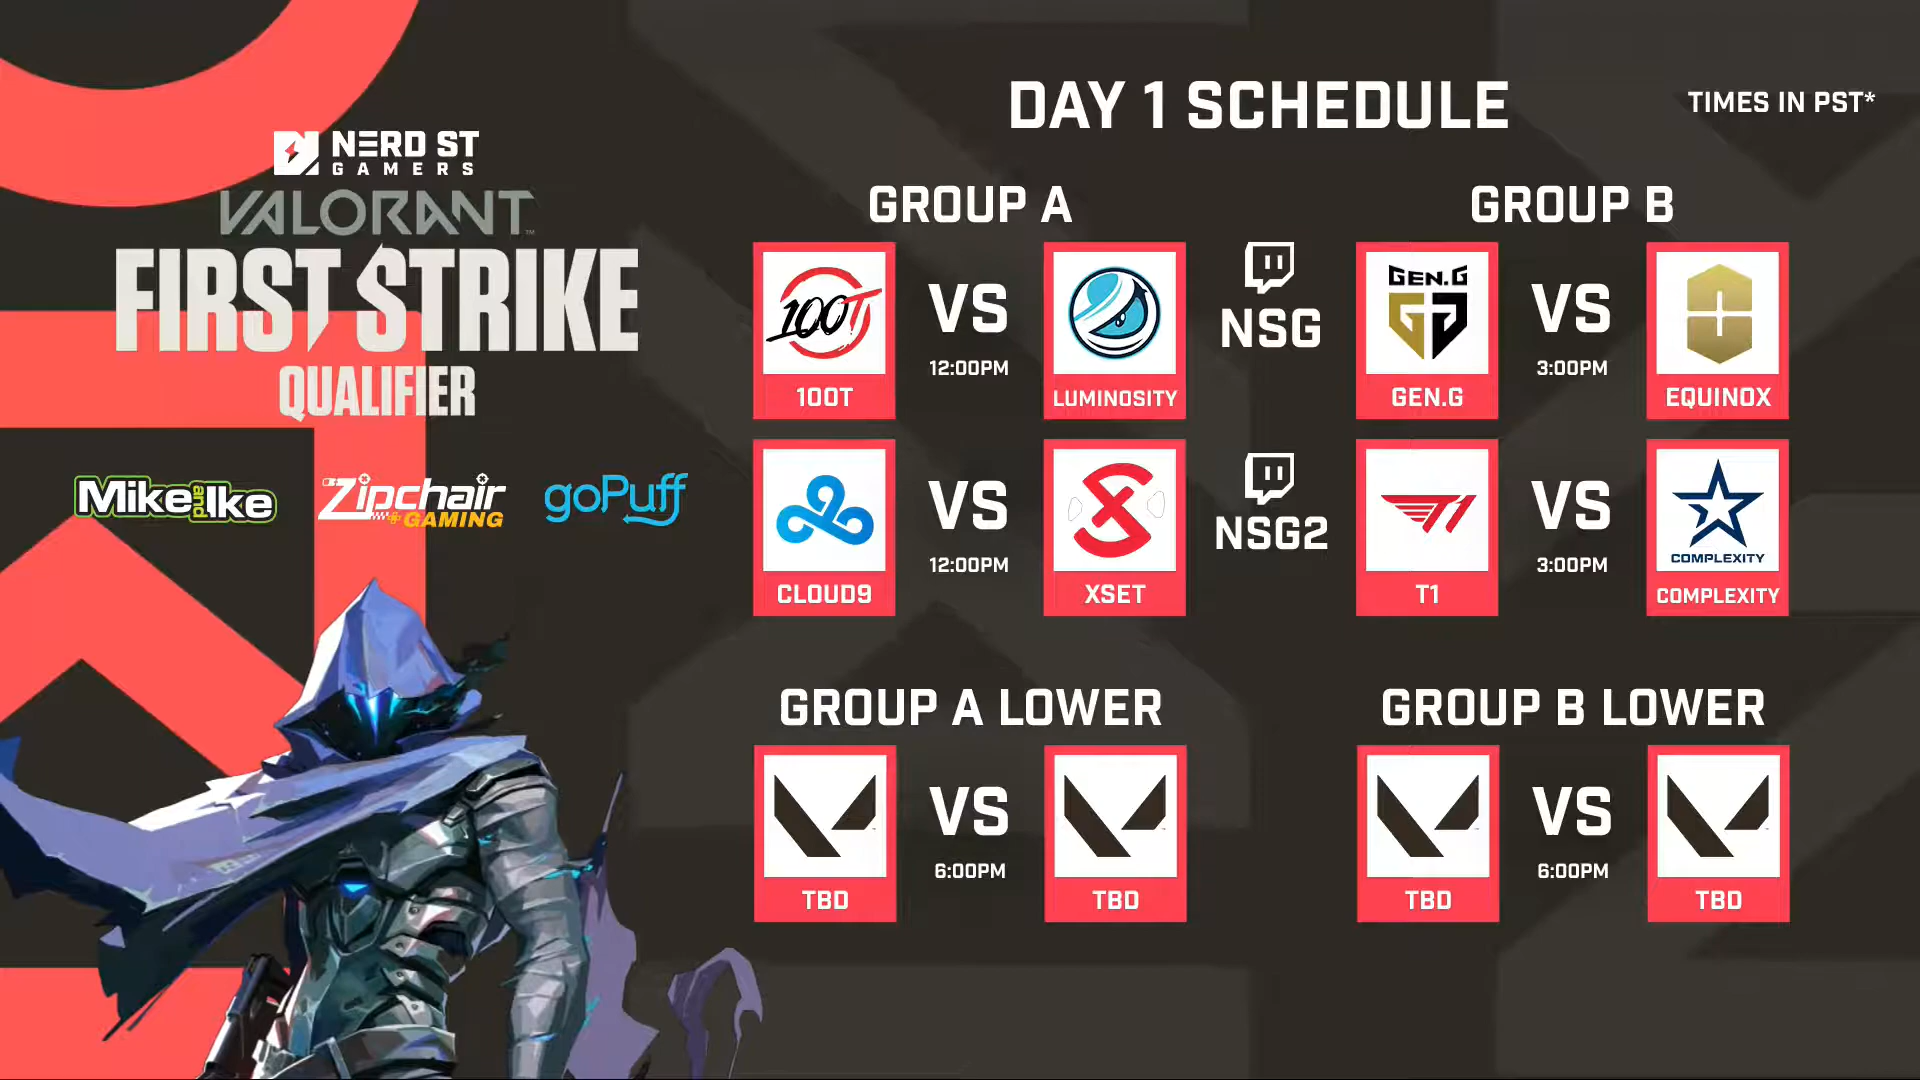 NERD ST
GAMERS
VALORANT
FIRST STRIKE
QUALIFIER
Mike and Ike
Zipchair
GAMING
goPuff
DAY 1 SCHEDULE
TIMES IN PST*
GROUP A
100T
100T
VS
12:00PM
LUMINOSITY
CLOUD9
VS
12:00PM
XSET
NSG
NSG2
GROUP B
GEN.G
GEN.G
VS
3:00PM
EQUINOX
T1
T1
VS
3:00PM
COMPLEXITY
COMPLEXITY
GROUP A LOWER
TBD
VS
6:00PM
TBD
GROUP B LOWER
TBD
VS
6:00PM
TBD